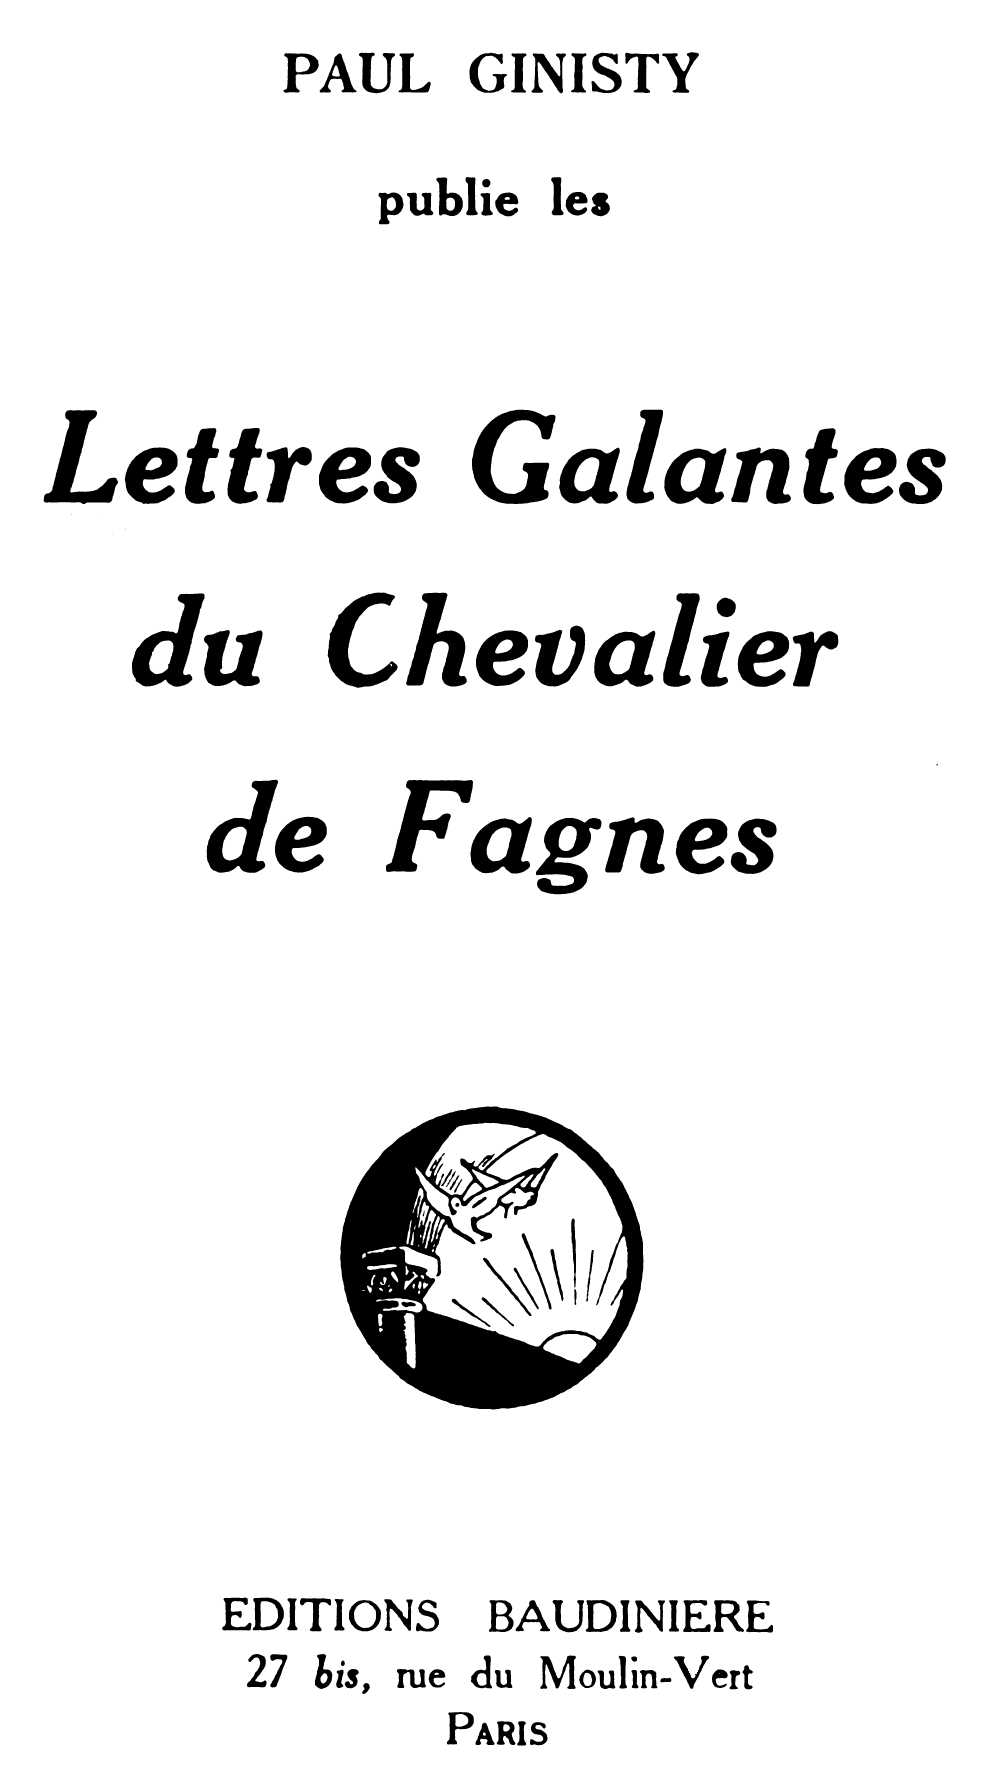 PAUL GINISTY
publie les
Lettres Galantes
du Chevalier
de Fagnes
EDITIONS BAUDINIERE
27 bis, rue du Moulin-Vert
PARIS